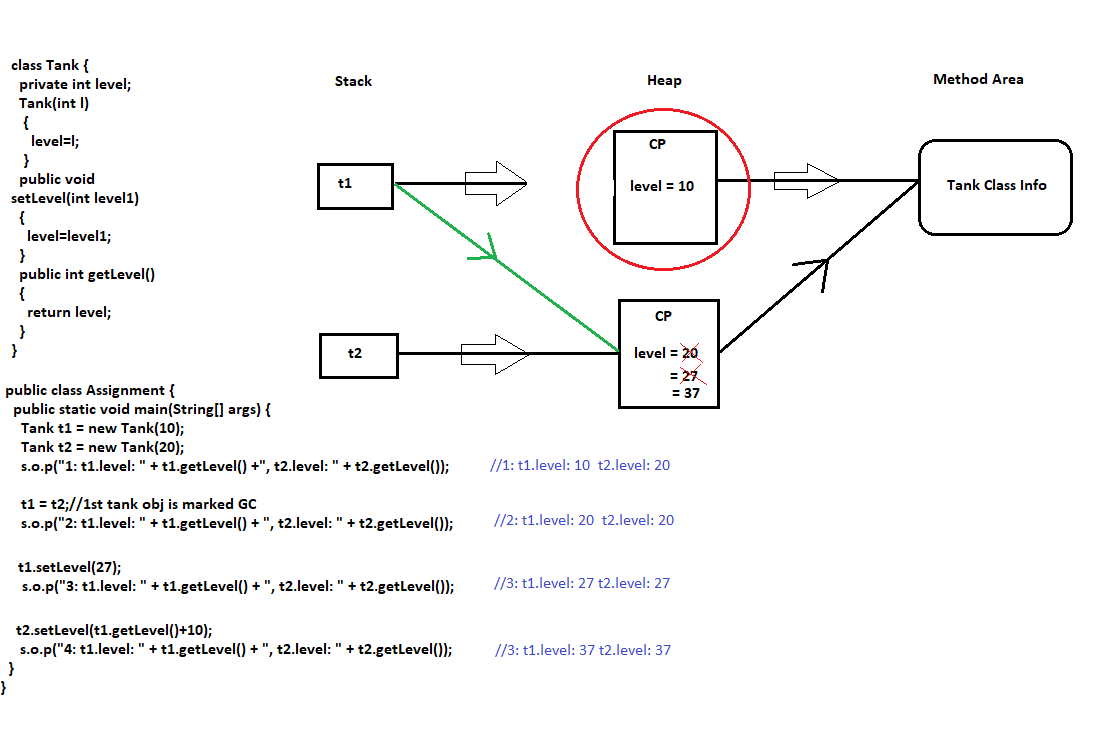 class Tank {
private int level;
Tank(int l)
{
level=l;
}
public void
setLevel(int level1)
{
level=level1;
}
public int getLevel()
{
return level;
}
}
Stack
Heap
Method Area
t1
CP
level = 10
Tank Class Info
t2
CP
level = 20
= 27
= 37
public class Assignment {
public static void main(String[] args) {
Tank t1 = new Tank(10);
Tank t2 = new Tank(20);
s.o.p("1: t1.level: " + t1.getLevel() +", t2.level: " + t2.getLevel()); //1: t1.level: 10  t2.level: 20
t1 = t2;//1st tank obj is marked GC
s.o.p("2: t1.level: " + t1.getLevel() + ", t2.level: " + t2.getLevel()); //2: t1.level: 20  t2.level: 20
t1.setLevel(27);
s.o.p("3: t1.level: " + t1.getLevel() + ", t2.level: " + t2.getLevel()); //3: t1.level: 27 t2.level: 27
t2.setLevel(t1.getLevel()+10);
s.o.p("4: t1.level: " + t1.getLevel() + ", t2.level: " + t2.getLevel()); //3: t1.level: 37 t2.level: 37
}
}